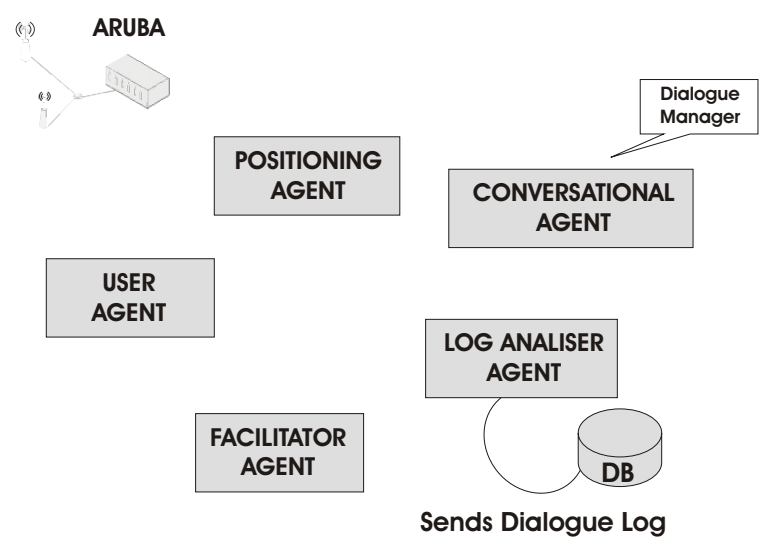 ARUBA
Dialogue
Manager
POSITIONING
AGENT
CONVERSATIONAL
AGENT
USER
AGENT
LOG ANALISER
AGENT
FACILITATOR
AGENT
DB
Sends Dialogue Log